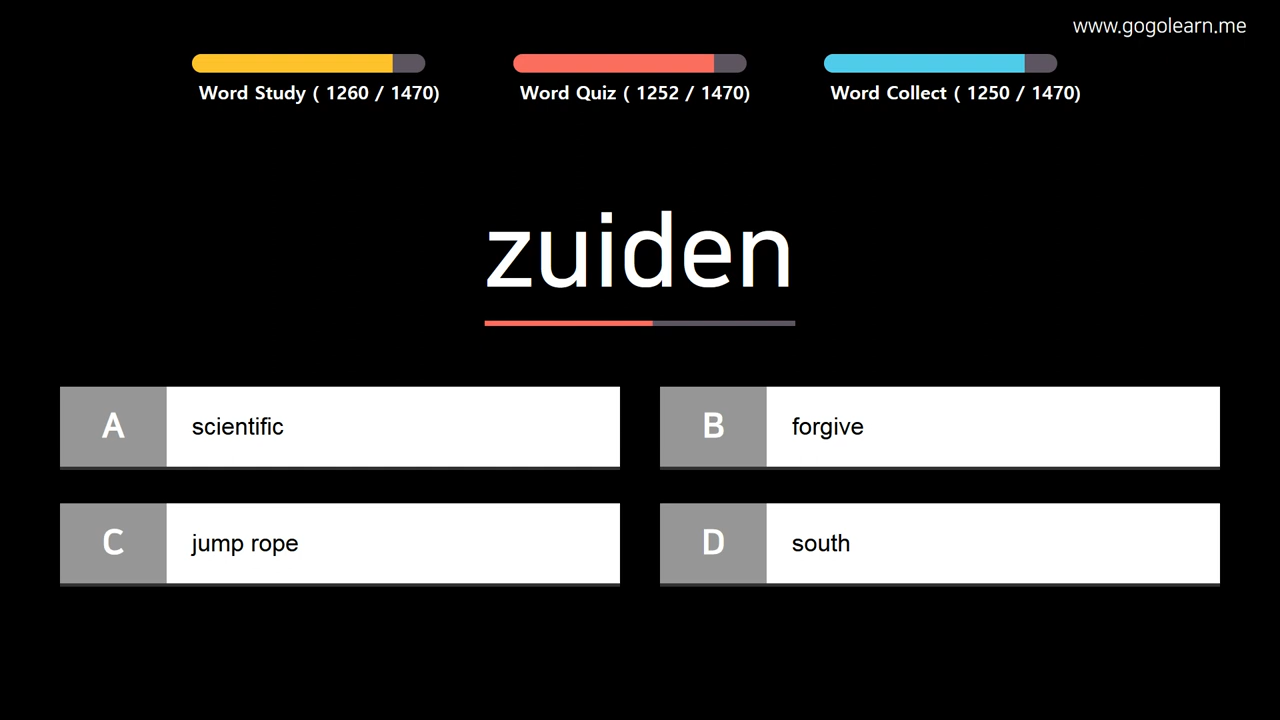 www.gogolearn.me
Word Study ( 1260 / 1470)
Word Quiz ( 1252 / 1470)
Word Collect ( 1250 / 1470)
zuiden
A scientific
B forgive
C jump rope
D south